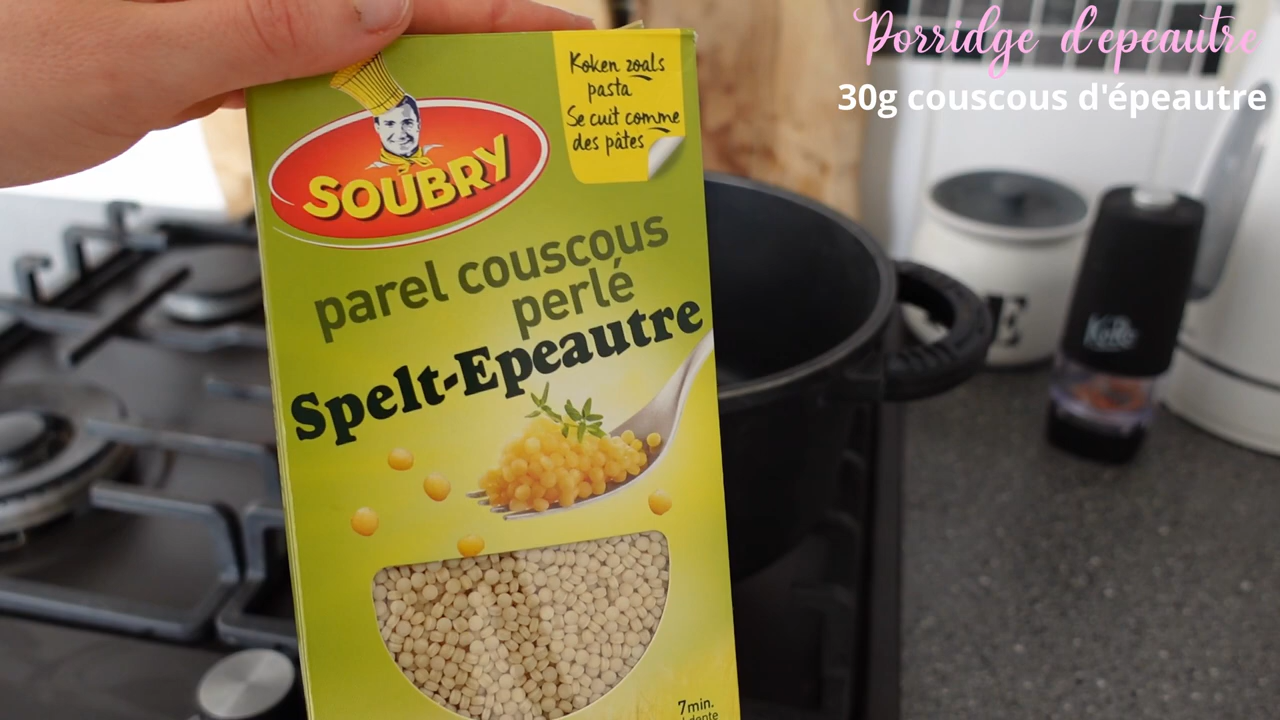 Porridge d'epeautre
30g couscous d'épeautre
Koken zoals
pasta
Se cuit comme
des pâtes
SOUBRY
parel couscous
perlé
Spelt-Epeautre
7min.